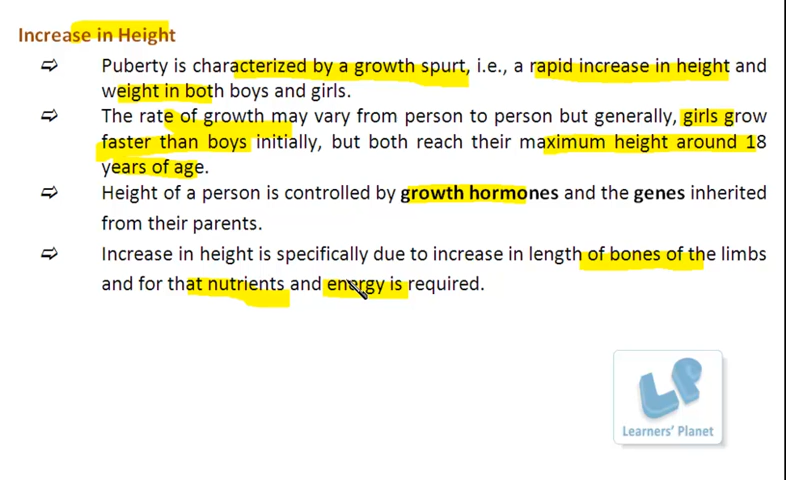 Increase in Height
⇨ Puberty is characterized by a growth spurt, i.e., a rapid increase in height and
weight in both boys and girls.
⇨ The rate of growth may vary from person to person but generally, girls grow
faster than boys initially, but both reach their maximum height around 18
years of age.
⇨ Height of a person is controlled by growth hormones and the genes inherited
from their parents.
⇨ Increase in height is specifically due to increase in length of bones of the limbs
and for that nutrients and energy is required.
LP
Learners' Planet